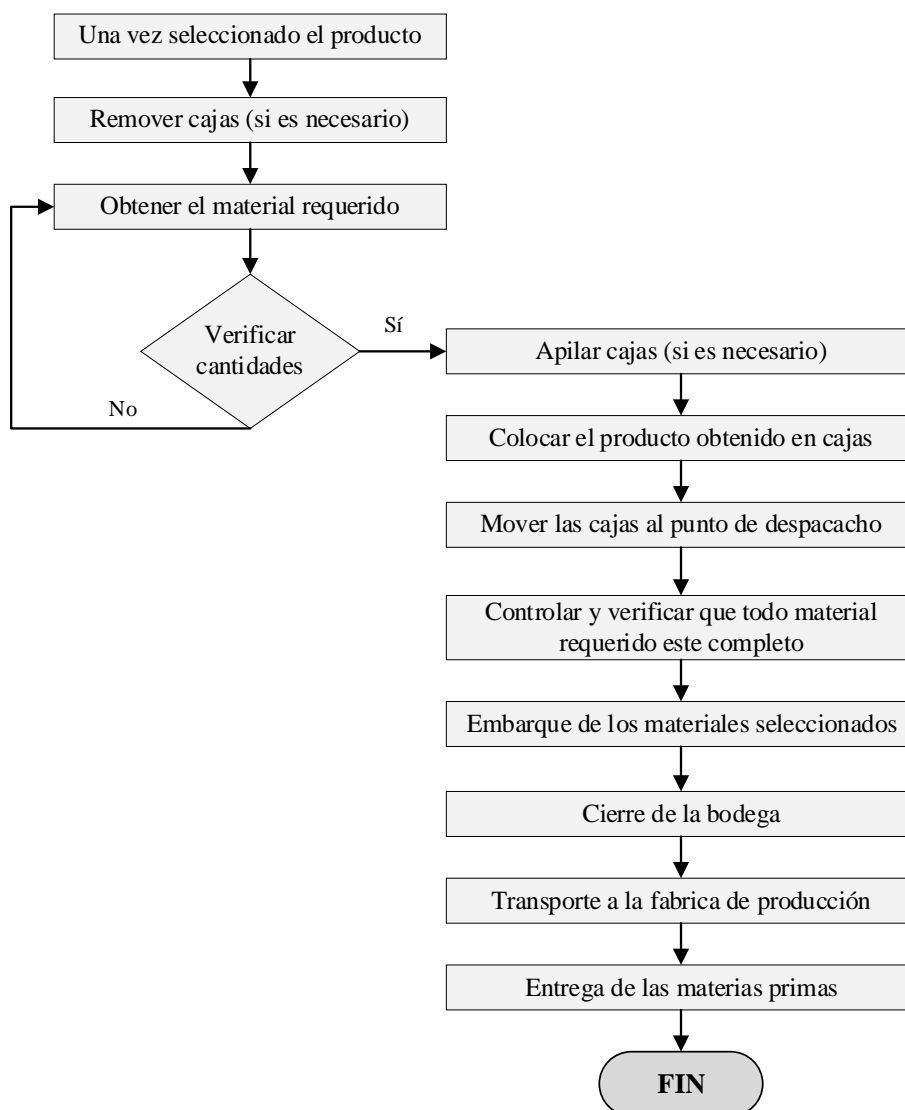 Una vez seleccionado el producto
Remover cajas (si es necesario)
Obtener el material requerido
Verificar
cantidades
Sí
No
Apilar cajas (si es necesario)
Colocar el producto obtenido en cajas
Mover las cajas al punto de despacacho
Controlar y verificar que todo material
requerido este completo
Embarque de los materiales seleccionados
Cierre de la bodega
Transporte a la fabrica de producción
Entrega de las materias primas
FIN